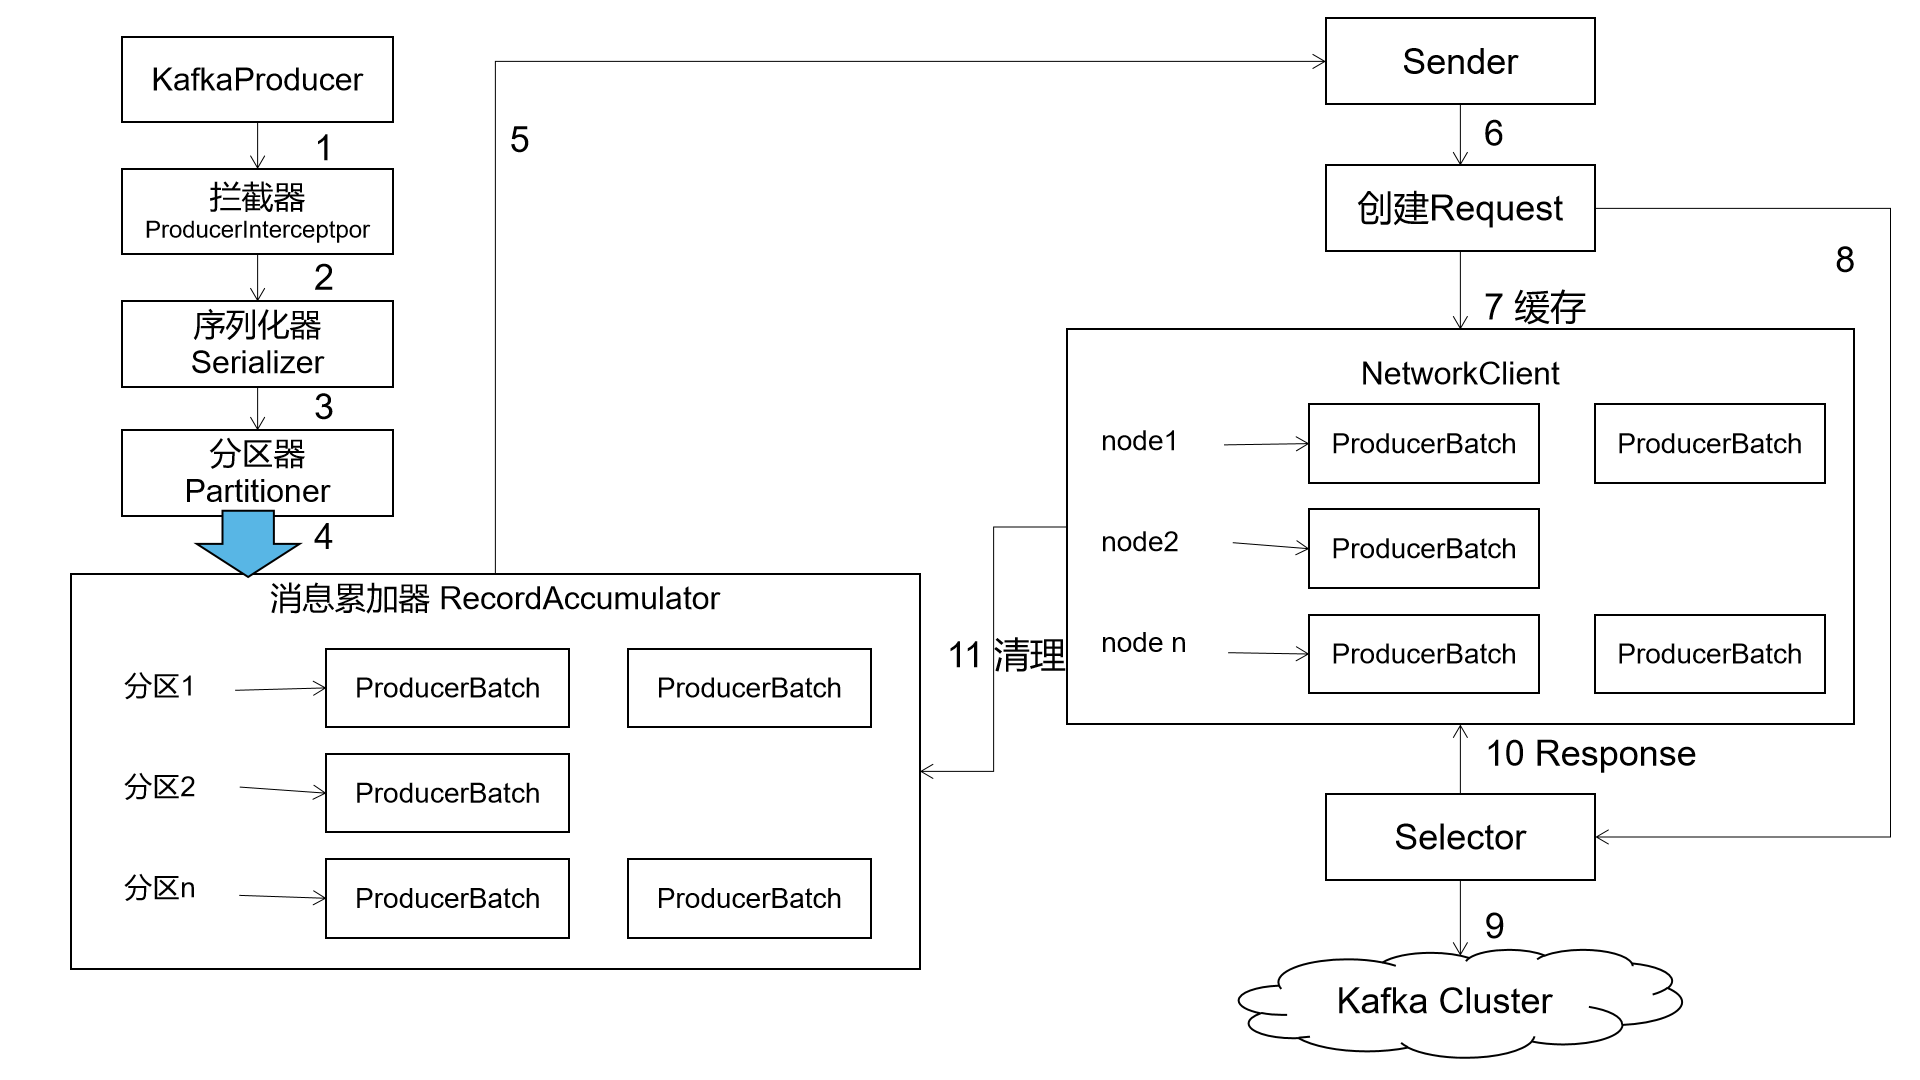 KafkaProducer
1
拦截器
ProducerInterceptpor
2
序列化器
Serializer
3
分区器
Partitioner
4
消息累加器 RecordAccumulator
分区1
ProducerBatch
ProducerBatch
分区2
ProducerBatch
分区n
ProducerBatch
ProducerBatch
5
Sender
6
创建Request
7 缓存
8
NetworkClient
node1
ProducerBatch
ProducerBatch
node2
ProducerBatch
node n
ProducerBatch
ProducerBatch
11 清理
10 Response
Selector
9
Kafka Cluster